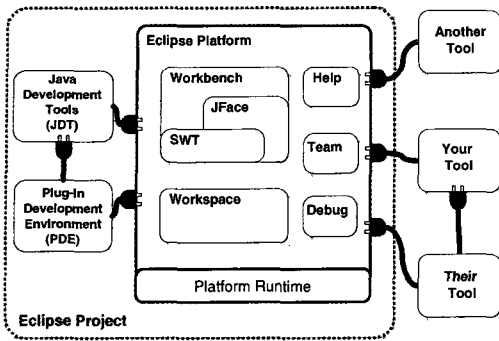 Eclipse Platform
Another
Tool
Workbench
Help
Java
Development
Tools
(JDT)
JFace
SWT
Team
Your
Tool
Plug-In
Development
Environment
(PDE)
Workspace
Debug
Their
Tool
Platform Runtime
Eclipse Project